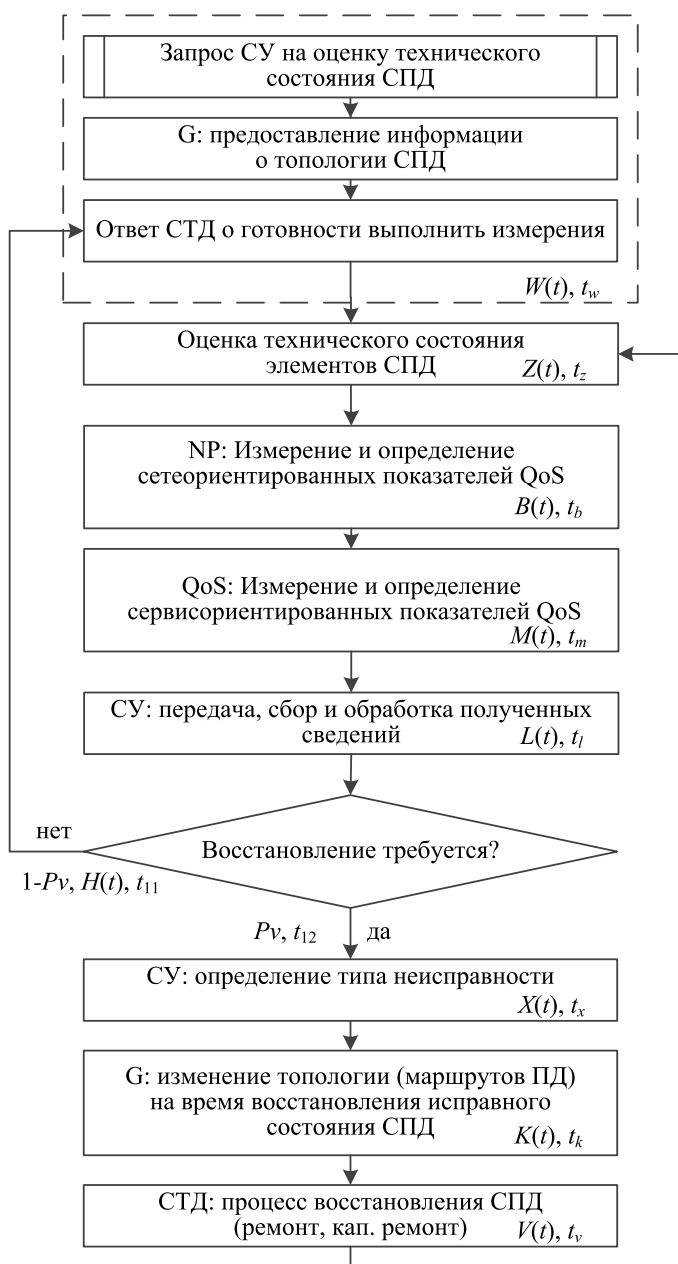 Запрос СУ на оценку технического
состояния СПД
G: предоставление информации
о топологии СПД
Ответ СТД о готовности выполнить измерения
W(t), t_w
Оценка технического состояния
элементов СПД
Z(t), t_z
NP: Измерение и определение
сетеориентированных показателей QoS
B(t), t_b
QoS: Измерение и определение
сервисориентированных показателей QoS
M(t), t_m
СУ: передача, сбор и обработка полученных
сведений
L(t), t_l
Восстановление требуется?
нет
1-Pv, H(t), t_11
Pv, t_12
да
СУ: определение типа неисправности
X(t), t_x
G: изменение топологии (маршрутов ПД)
на время восстановления исправного
состояния СПД
K(t), t_k
СТД: процесс восстановления СПД
(ремонт, кап. ремонт)
V(t), t_v